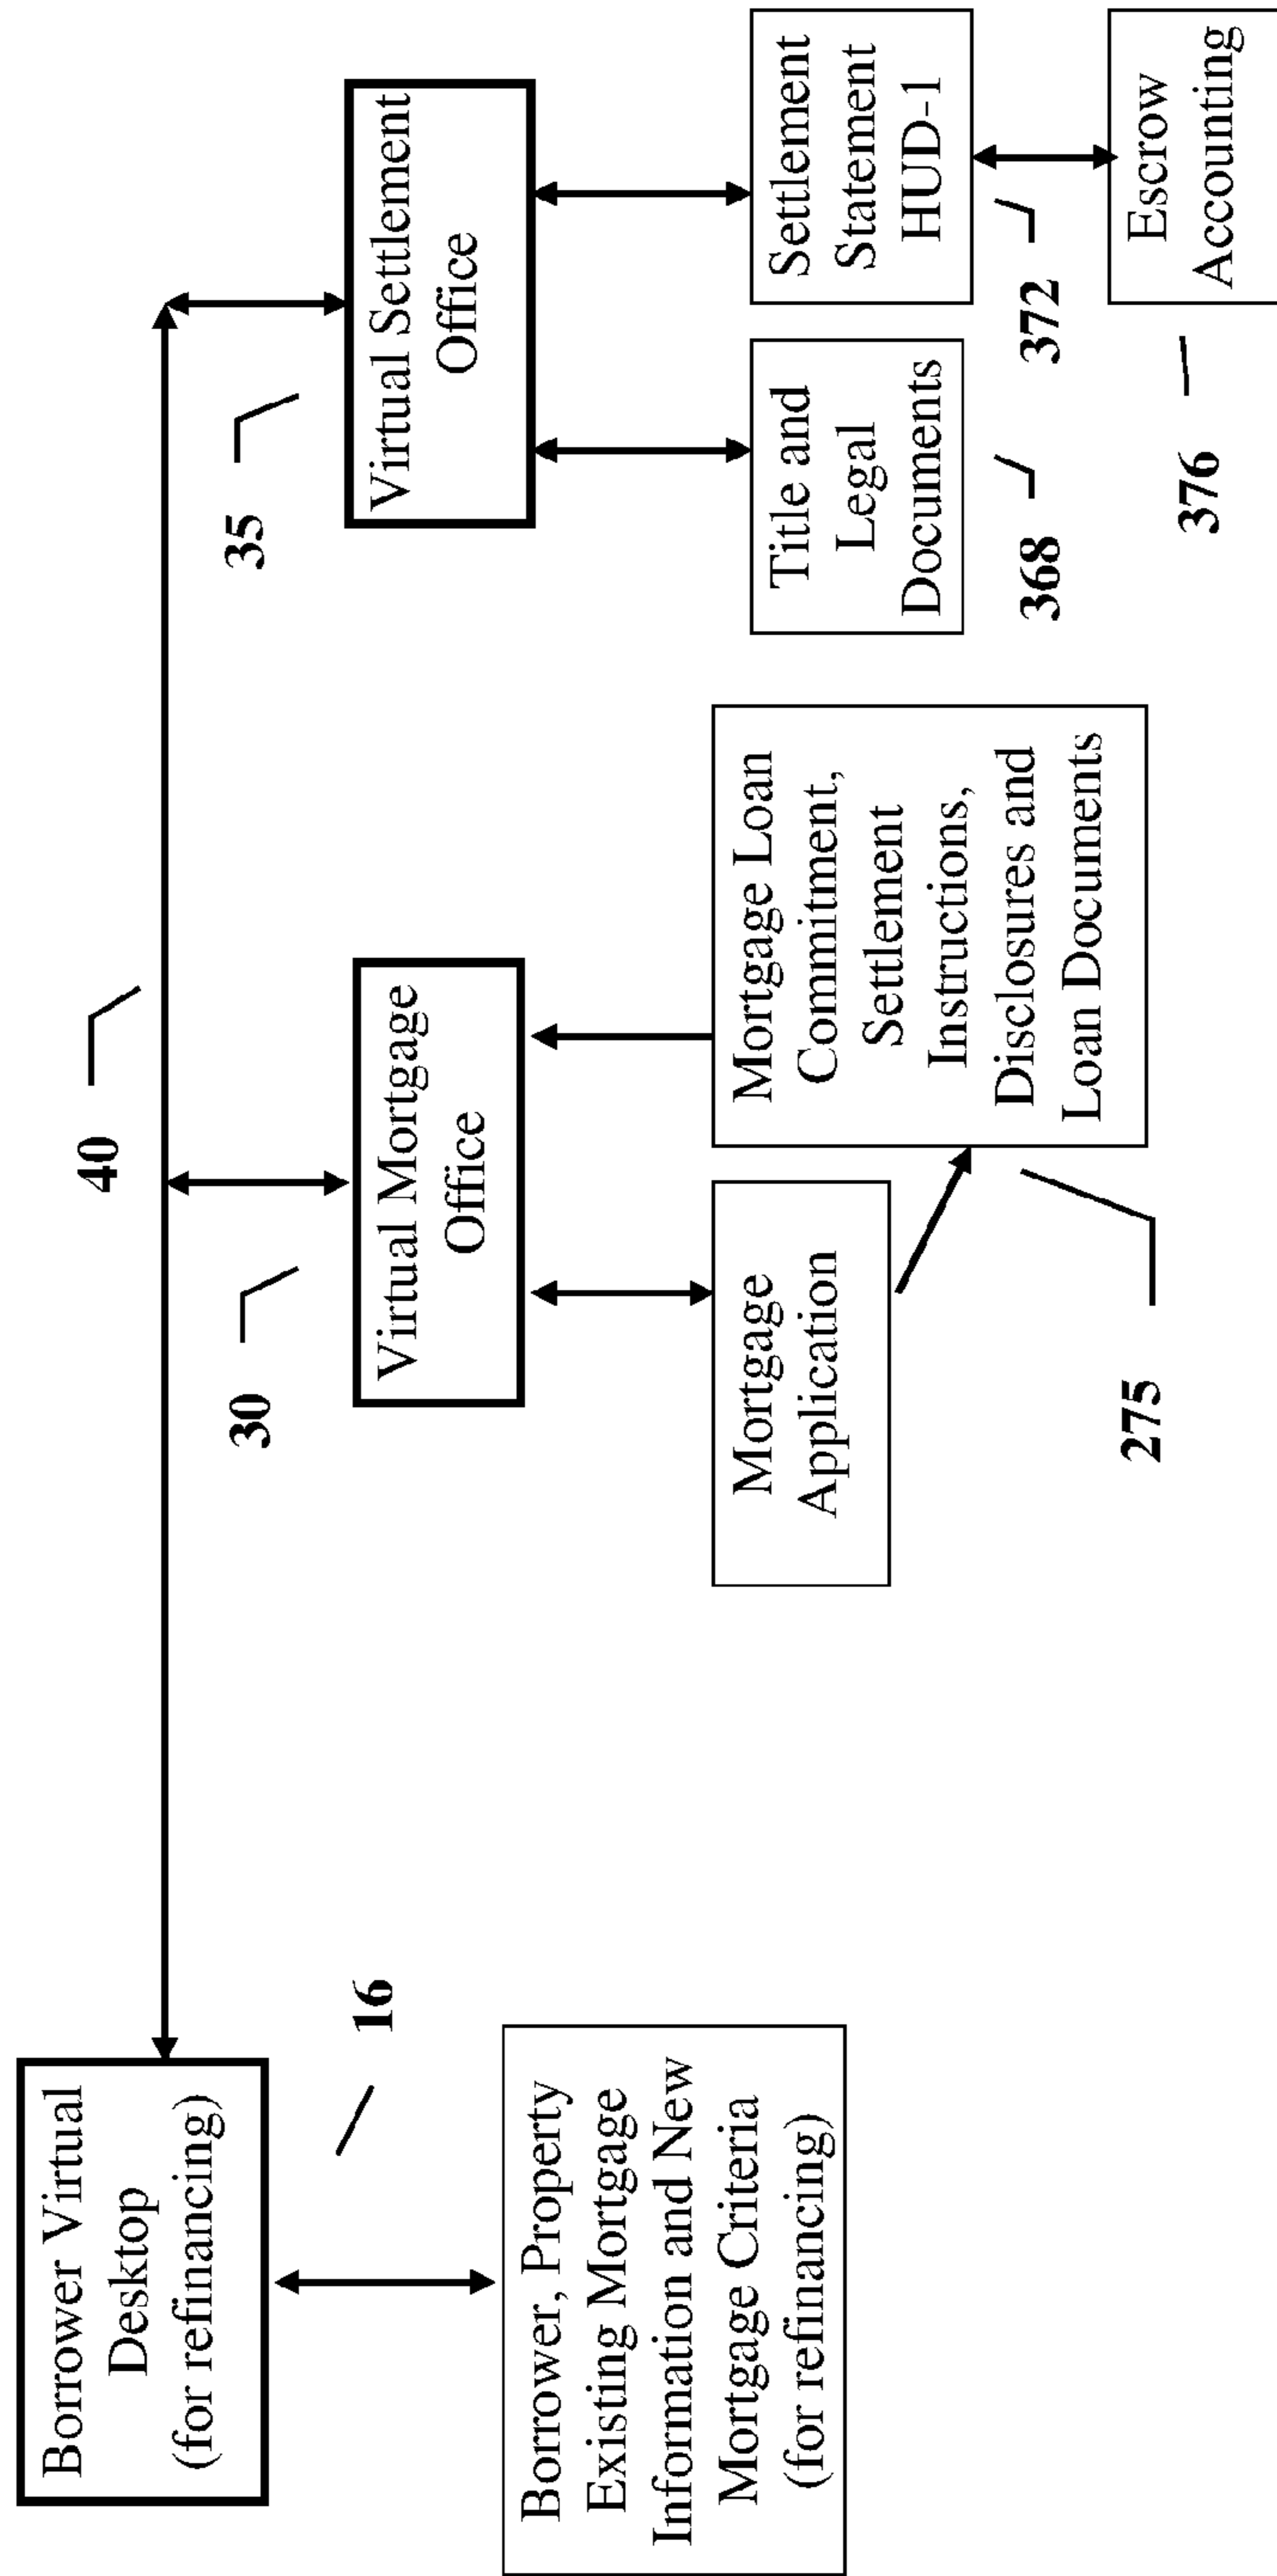 40
Borrower Virtual
Desktop
(for refinancing)
30
35
Virtual Mortgage
Office
Virtual Settlement
Office
16
Borrower, Property
Existing Mortgage
Information and New
Mortgage Criteria
(for refinancing)
Mortgage
Application
Mortgage Loan
Commitment,
Settlement
Instructions,
Disclosures and
Loan Documents
275
Title and
Legal
Documents
368
Settlement
Statement
HUD-1
372
Escrow
Accounting
376